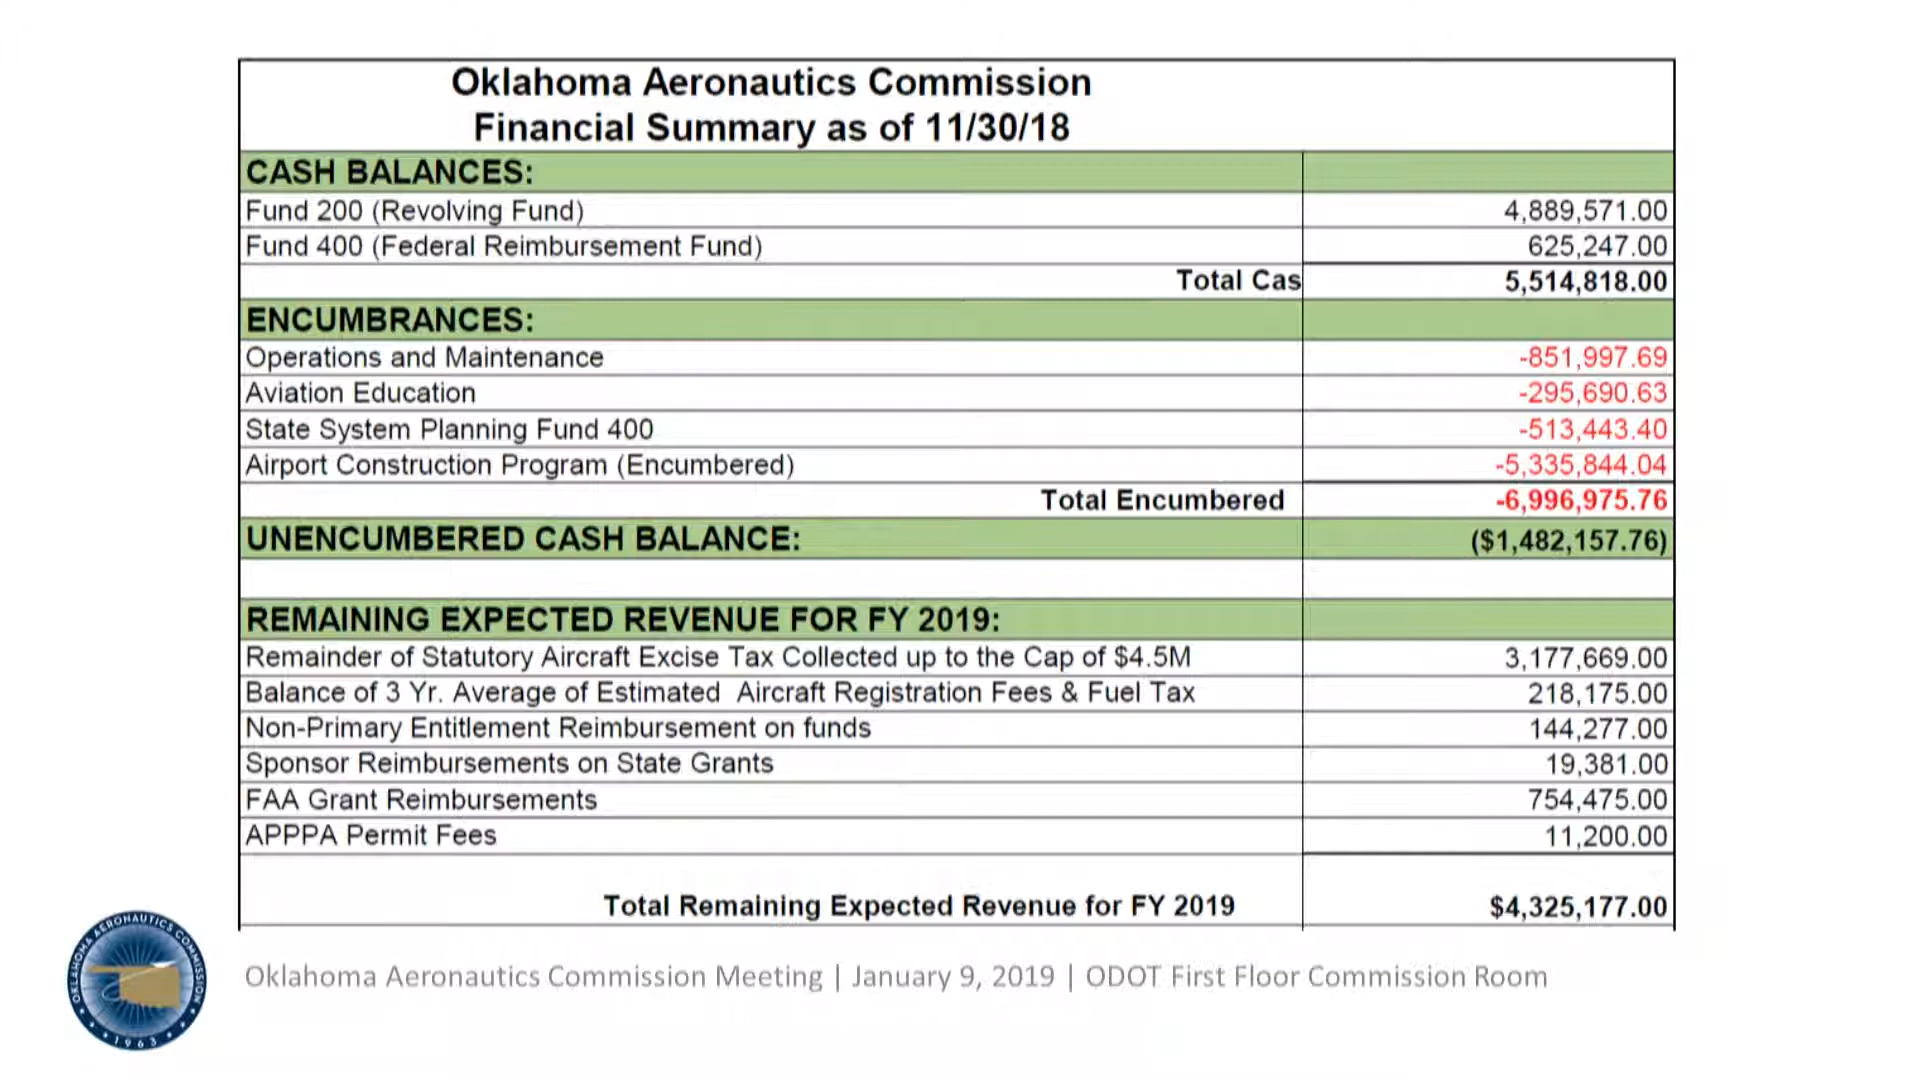 Oklahoma Aeronautics Commission
Financial Summary as of 11/30/18
CASH BALANCES:
Fund 200 (Revolving Fund) 4,889,571.00
Fund 400 (Federal Reimbursement Fund) 625,247.00
Total Cas 5,514,818.00
ENCUMBRANCES:
Operations and Maintenance -851,997.69
Aviation Education -295,690.63
State System Planning Fund 400 -513,443.40
Airport Construction Program (Encumbered) -5,335,844.04
Total Encumbered -6,996,975.76
UNENCUMBERED CASH BALANCE: ($1,482,157.76)
REMAINING EXPECTED REVENUE FOR FY 2019:
Remainder of Statutory Aircraft Excise Tax Collected up to the Cap of $4.5M 3,177,669.00
Balance of 3 Yr. Average of Estimated Aircraft Registration Fees & Fuel Tax 218,175.00
Non-Primary Entitlement Reimbursement on funds 144,277.00
Sponsor Reimbursements on State Grants 19,381.00
FAA Grant Reimbursements 754,475.00
APPPA Permit Fees 11,200.00
Total Remaining Expected Revenue for FY 2019 $4,325,177.00
OKLAHOMA AERONAUTICS COMMISSION
1963
Oklahoma Aeronautics Commission Meeting | January 9, 2019 | ODOT First Floor Commission Room